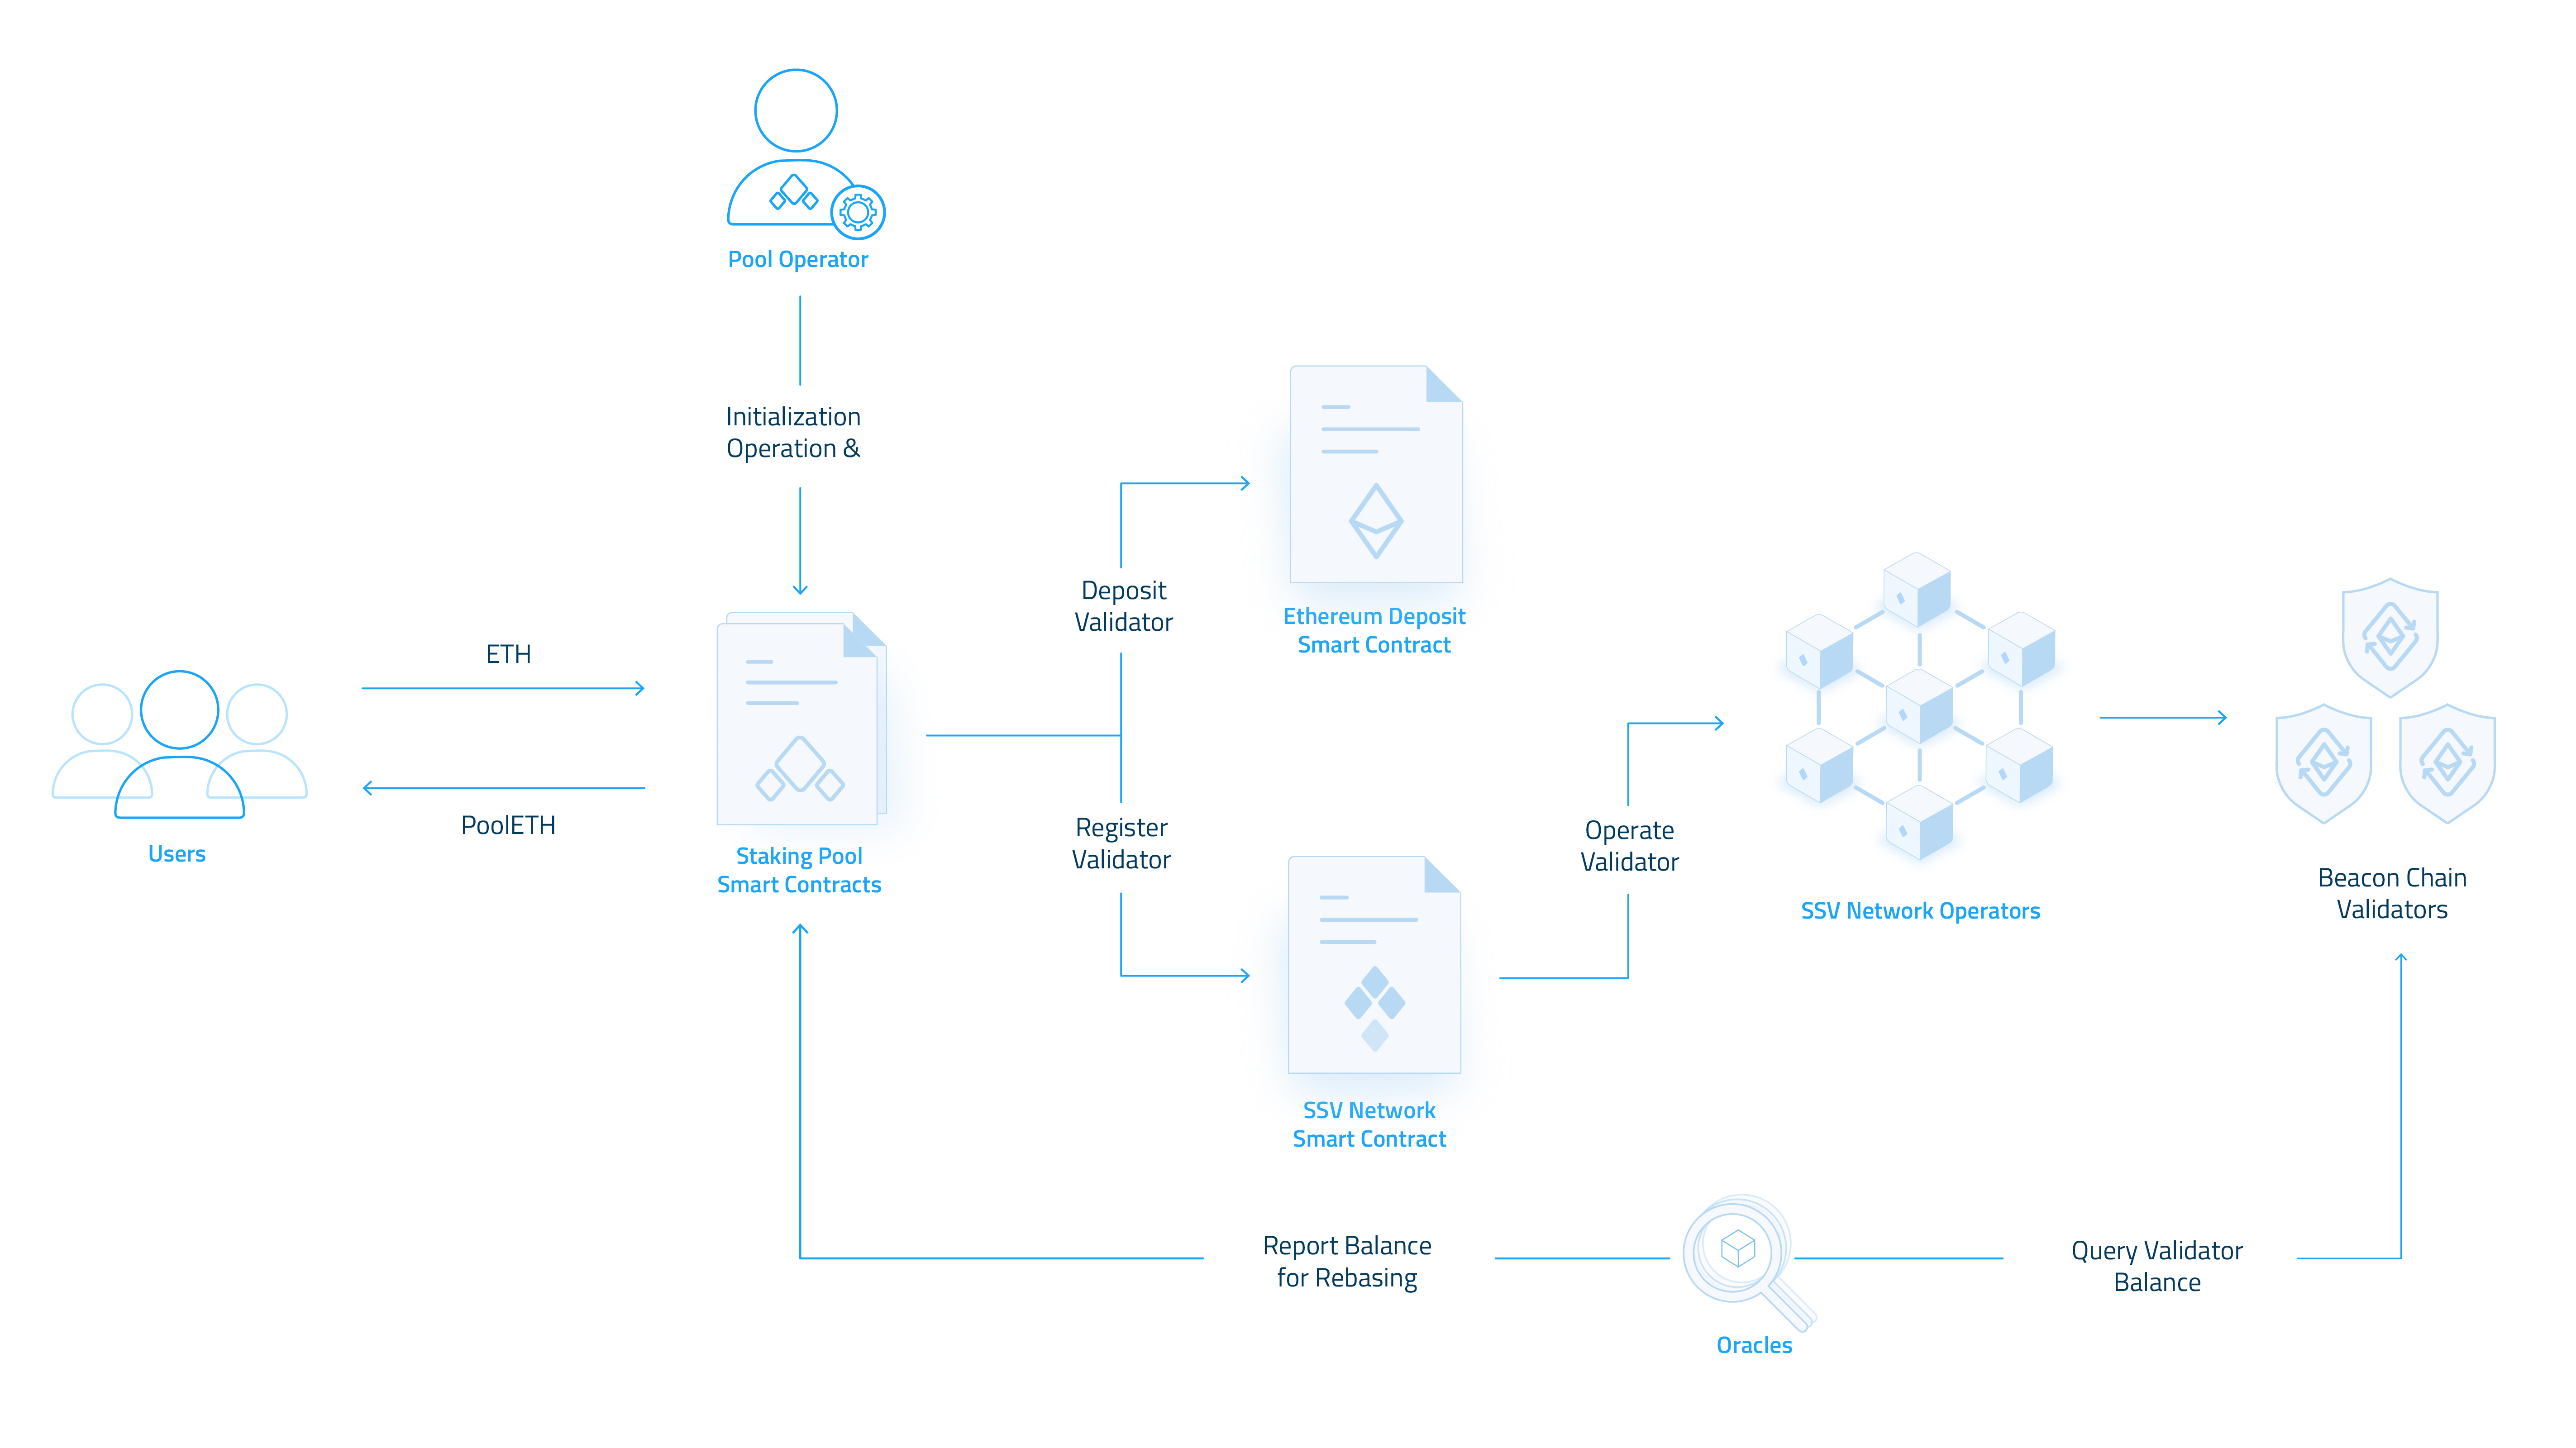 Pool Operator
Initialization
Operation &
ETH
PoolETH
Users
Staking Pool
Smart Contracts
Deposit
Validator
Register
Validator
Ethereum Deposit
Smart Contract
SSV Network
Smart Contract
Operate
Validator
SSV Network Operators
Beacon Chain
Validators
Report Balance
for Rebasing
Oracles
Query Validator
Balance